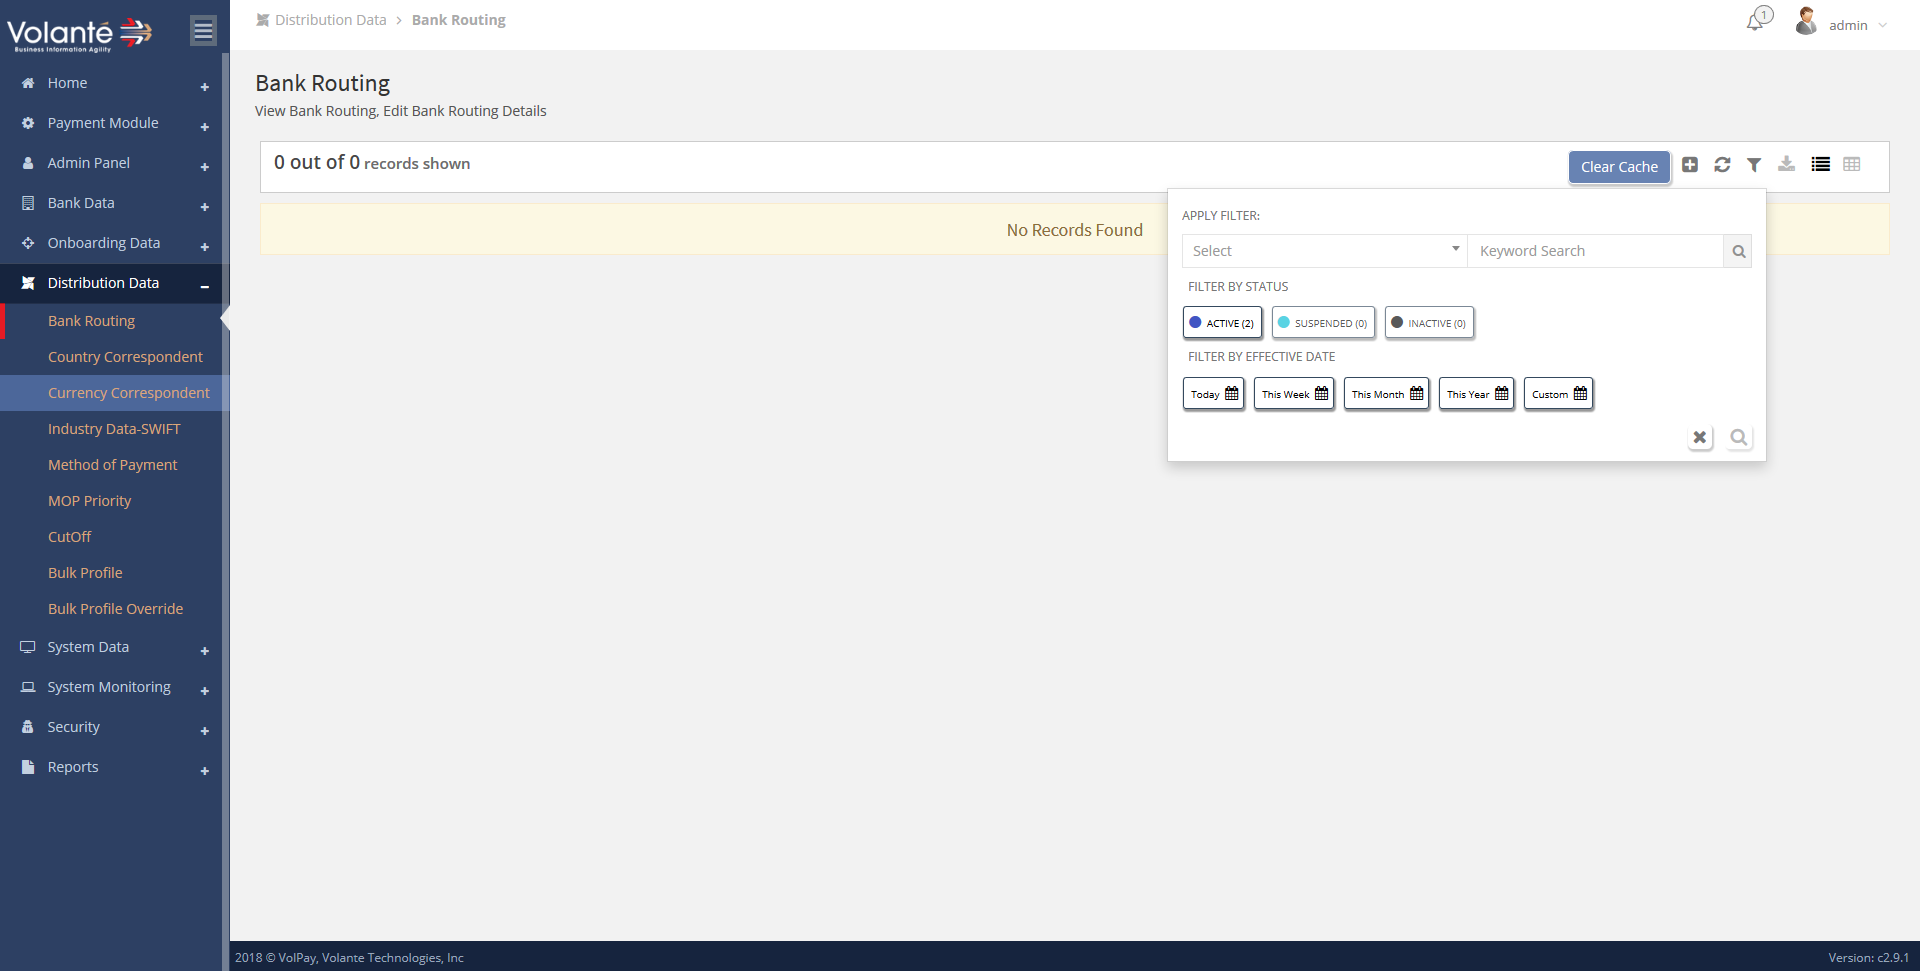 Volanté
Business Information Agility
Home
Payment Module
Admin Panel
Bank Data
Onboarding Data
Distribution Data
Bank Routing
Country Correspondent
Currency Correspondent
Industry Data-SWIFT
Method of Payment
MOP Priority
CutOff
Bulk Profile
Bulk Profile Override
System Data
System Monitoring
Security
Reports
Distribution Data > Bank Routing
1
admin
Bank Routing
View Bank Routing, Edit Bank Routing Details
0 out of 0 records shown
Clear Cache
No Records Found
APPLY FILTER:
Select Keyword Search
FILTER BY STATUS
ACTIVE (2) SUSPENDED (0) INACTIVE (0)
FILTER BY EFFECTIVE DATE
Today This Week This Month This Year Custom
2018 © VolPay, Volante Technologies, Inc
Version: c2.9.1